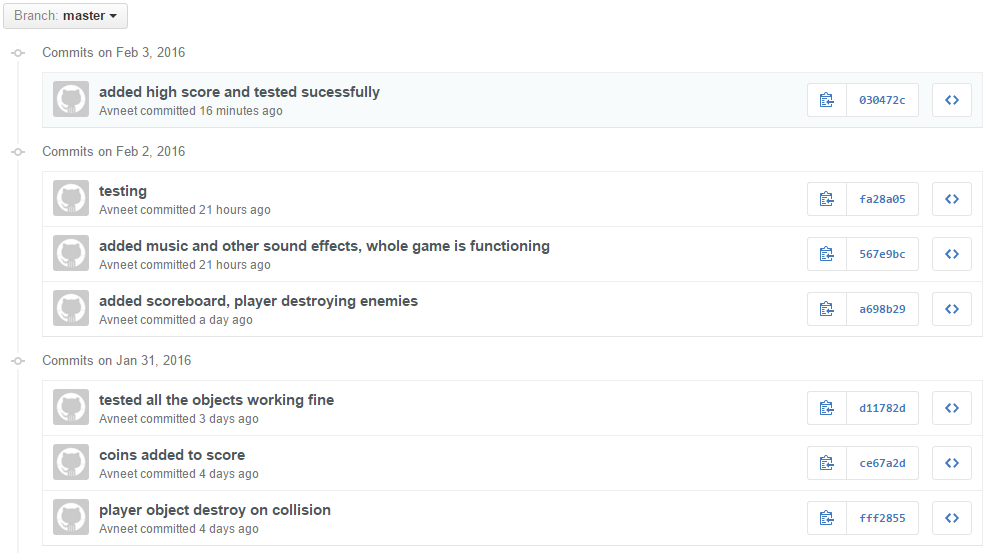 Branch: master
Commits on Feb 3, 2016
added high score and tested sucessfully
Avneet committed 16 minutes ago
030472c
Commits on Feb 2, 2016
testing
Avneet committed 21 hours ago
fa28a05
added music and other sound effects, whole game is functioning
Avneet committed 21 hours ago
567e9bc
added scoreboard, player destroying enemies
Avneet committed a day ago
a698b29
Commits on Jan 31, 2016
tested all the objects working fine
Avneet committed 3 days ago
d11782d
coins added to score
Avneet committed 4 days ago
ce67a2d
player object destroy on collision
Avneet committed 4 days ago
fff2855